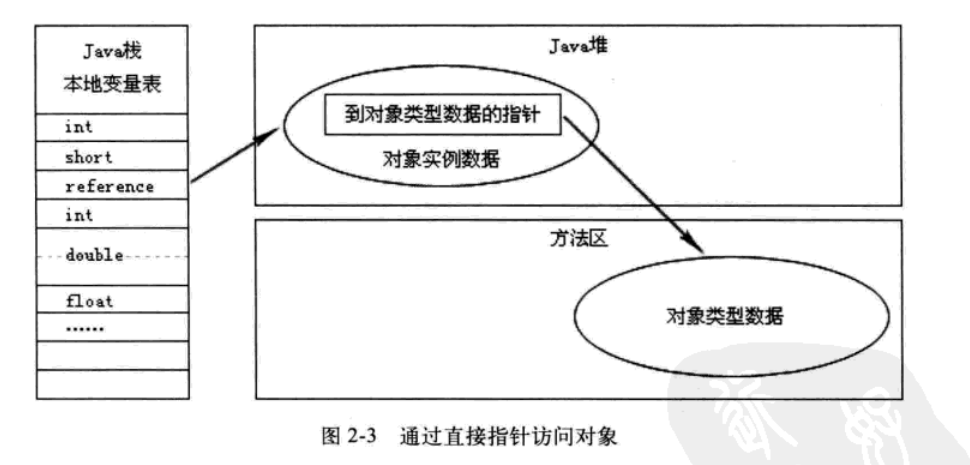 Java栈
本地变量表
int
short
reference
int
double
float
……
Java堆
到对象类型数据的指针
对象实例数据
方法区
对象类型数据
图 2-3 通过直接指针访问对象